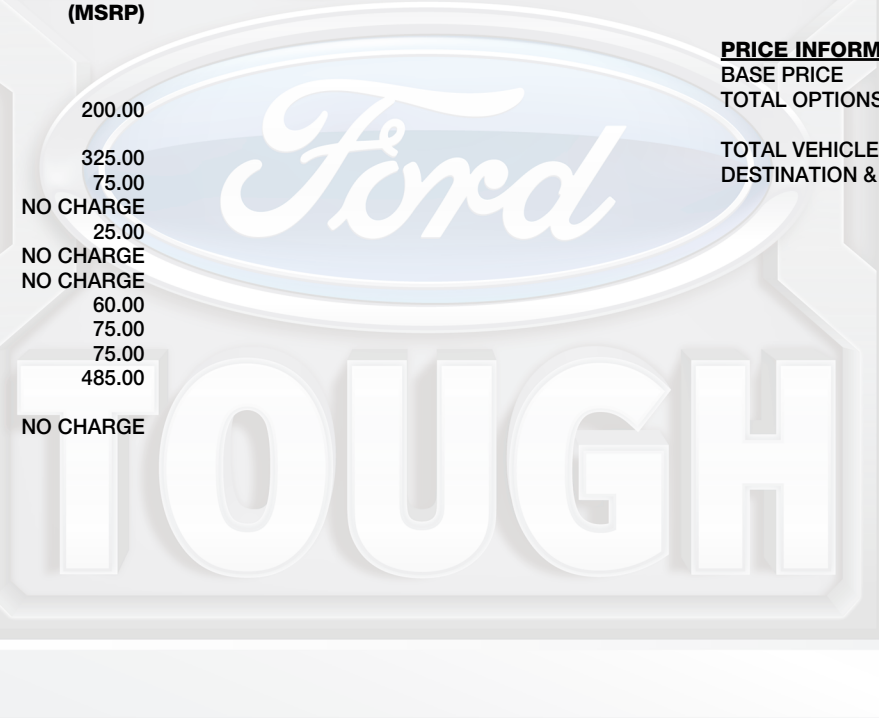 (MSRP)
200.00
325.00
75.00
NO CHARGE
25.00
NO CHARGE
NO CHARGE
60.00
75.00
75.00
485.00
NO CHARGE
PRICE INFORM
BASE PRICE
TOTAL OPTIONS
TOTAL VEHICLE
DESTINATION &
Ford
TOUGH